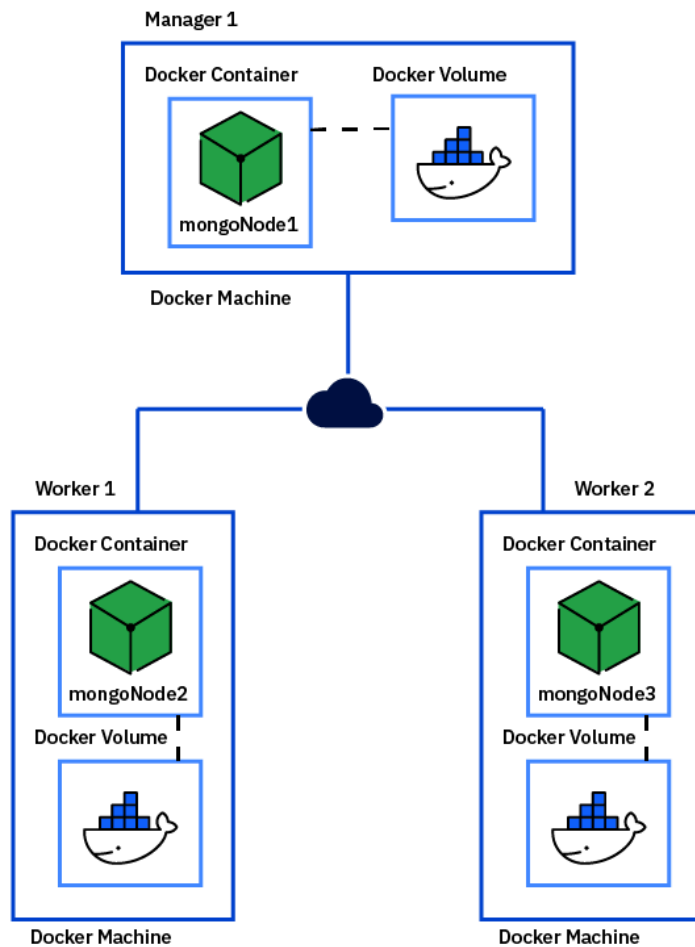 Manager 1
Docker Container
Docker Volume
mongoNode1
Docker Machine
Worker 1
Worker 2
Docker Container
Docker Container
mongoNode2
mongoNode3
Docker Volume
Docker Volume
Docker Machine
Docker Machine